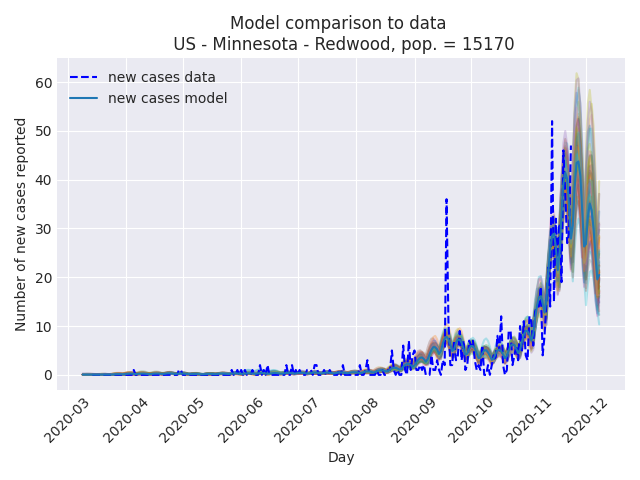 Model comparison to data
US - Minnesota - Redwood, pop. = 15170
new cases data
new cases model
Number of new cases reported
60
50
40
30
20
10
0
2020-03
2020-04
2020-05
2020-06
2020-07
2020-08
2020-09
2020-10
2020-11
2020-12
Day